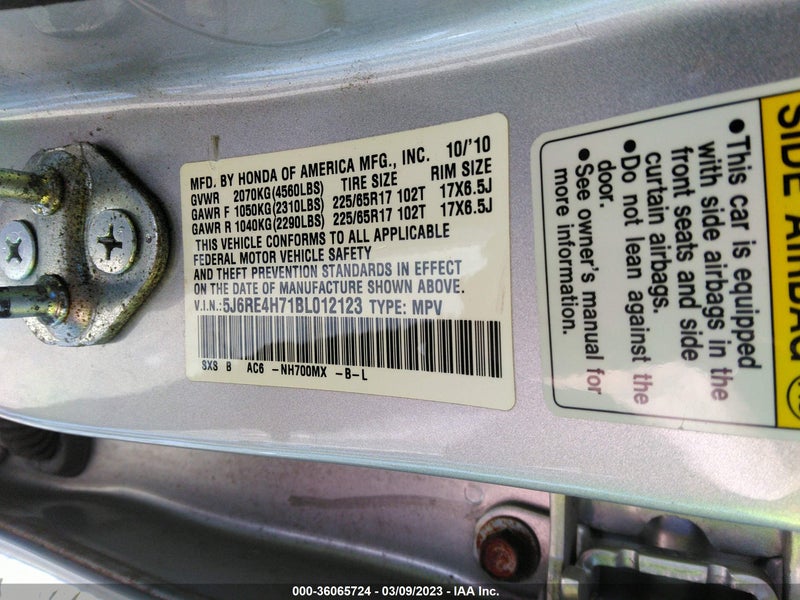 MFD. BY HONDA OF AMERICA MFG., INC. 10/'10
GVWR 2070KG(4560LBS) TIRE SIZE RIM SIZE
GAWR F 1050KG(2310LBS) 225/65R17 102T 17X6.5J
GAWR R 1040KG(2290LBS) 225/65R17 102T 17X6.5J
THIS VEHICLE CONFORMS TO ALL APPLICABLE
FEDERAL MOTOR VEHICLE SAFETY
AND THEFT PREVENTION STANDARDS IN EFFECT
ON THE DATE OF MANUFACTURE SHOWN ABOVE.
V.I.N.:5J6RE4H71BL012123 TYPE: MPV
SXS B AC6 -NH700MX -B-L
SIDE AIRBAG
•This car is equipped
with side airbags in the
front seats and side
curtain airbags.
•Do not lean against the
door.
•See owner's manual for
more information.
000-36065724 - 03/09/2023 - IAA Inc.